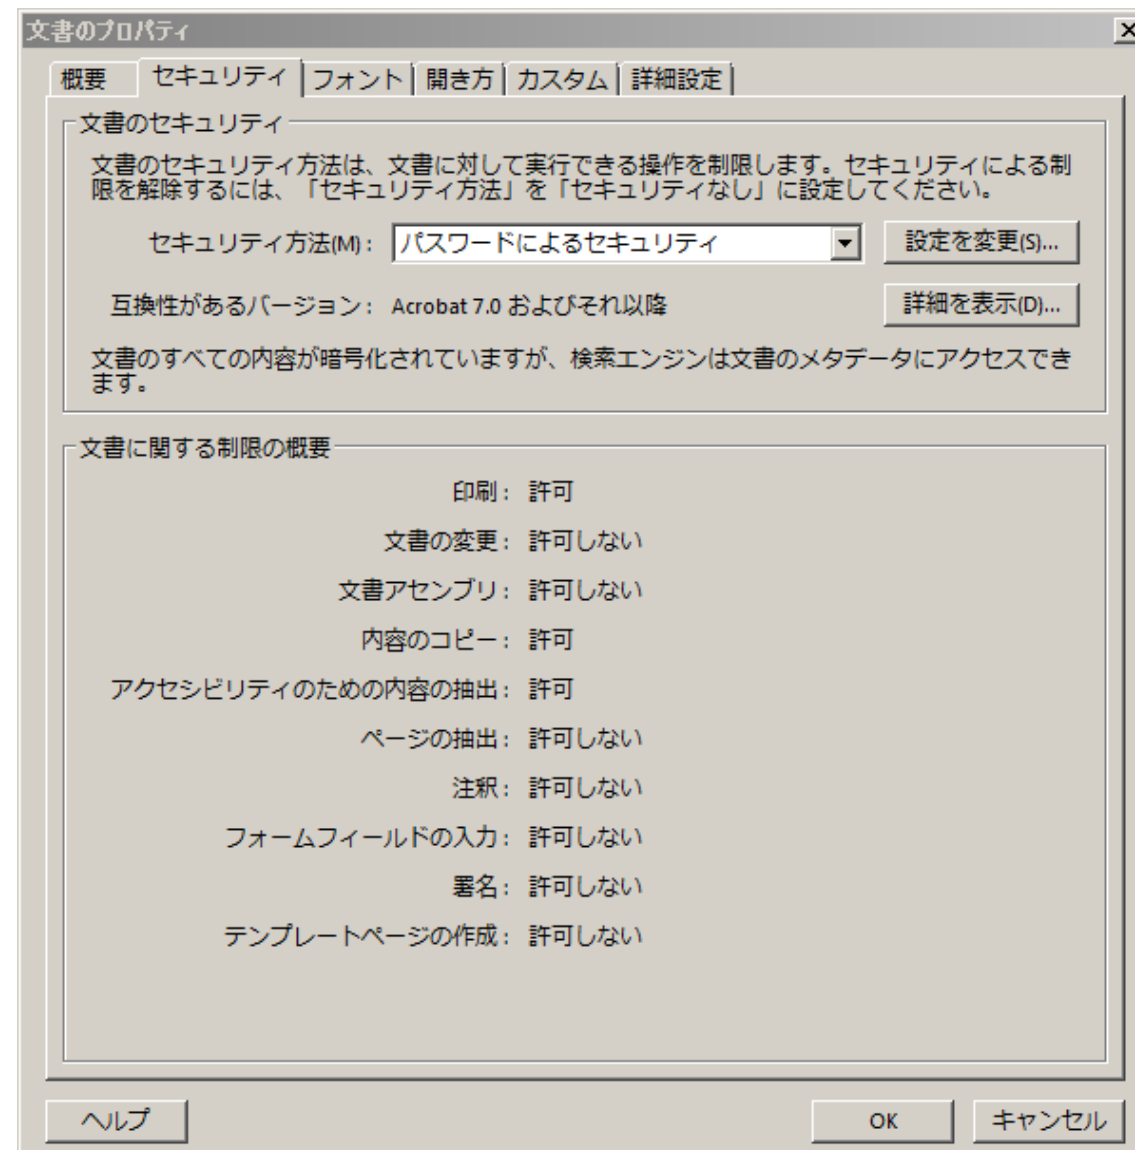 文書のプロパティ
概要 セキュリティ フォント 開き方 カスタム 詳細設定
文書のセキュリティ
文書のセキュリティ方法は、文書に対して実行できる操作を制限します。セキュリティによる制
限を解除するには、「セキュリティ方法」を「セキュリティなし」に設定してください。
セキュリティ方法(M): パスワードによるセキュリティ 設定を変更(S)...
互換性があるバージョン: Acrobat 7.0 およびそれ以降 詳細を表示(D)...
文書のすべての内容が暗号化されていますが、検索エンジンは文書のメタデータにアクセスでき
ます。
文書に関する制限の概要
印刷: 許可
文書の変更: 許可しない
文書アセンブリ: 許可しない
内容のコピー: 許可
アクセシビリティのための内容の抽出: 許可
ページの抽出: 許可しない
注釈: 許可しない
フォームフィールドの入力: 許可しない
署名: 許可しない
テンプレートページの作成: 許可しない
ヘルプ OK キャンセル